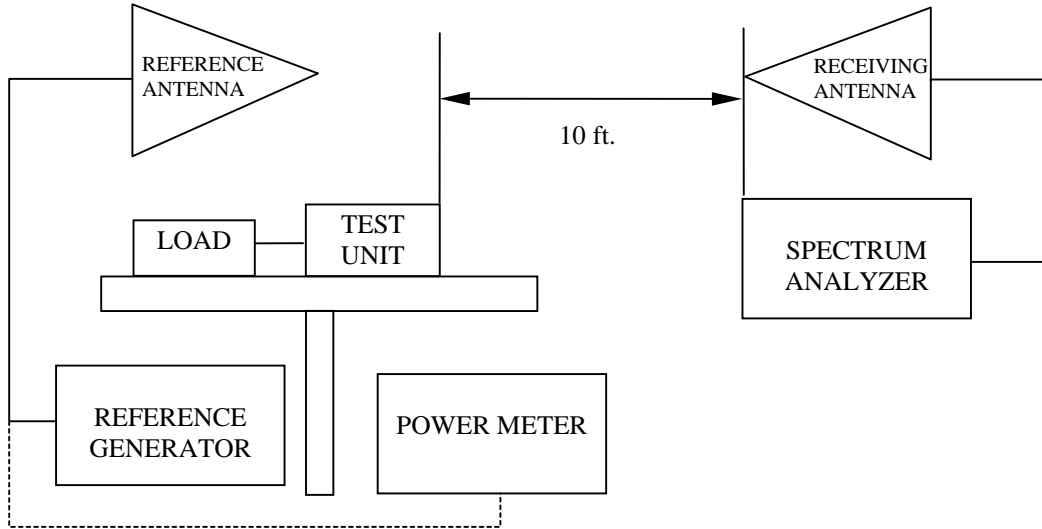 REFERENCE
ANTENNA
RECEIVING
ANTENNA
10 ft.
LOAD
TEST
UNIT
SPECTRUM
ANALYZER
REFERENCE
GENERATOR
POWER METER